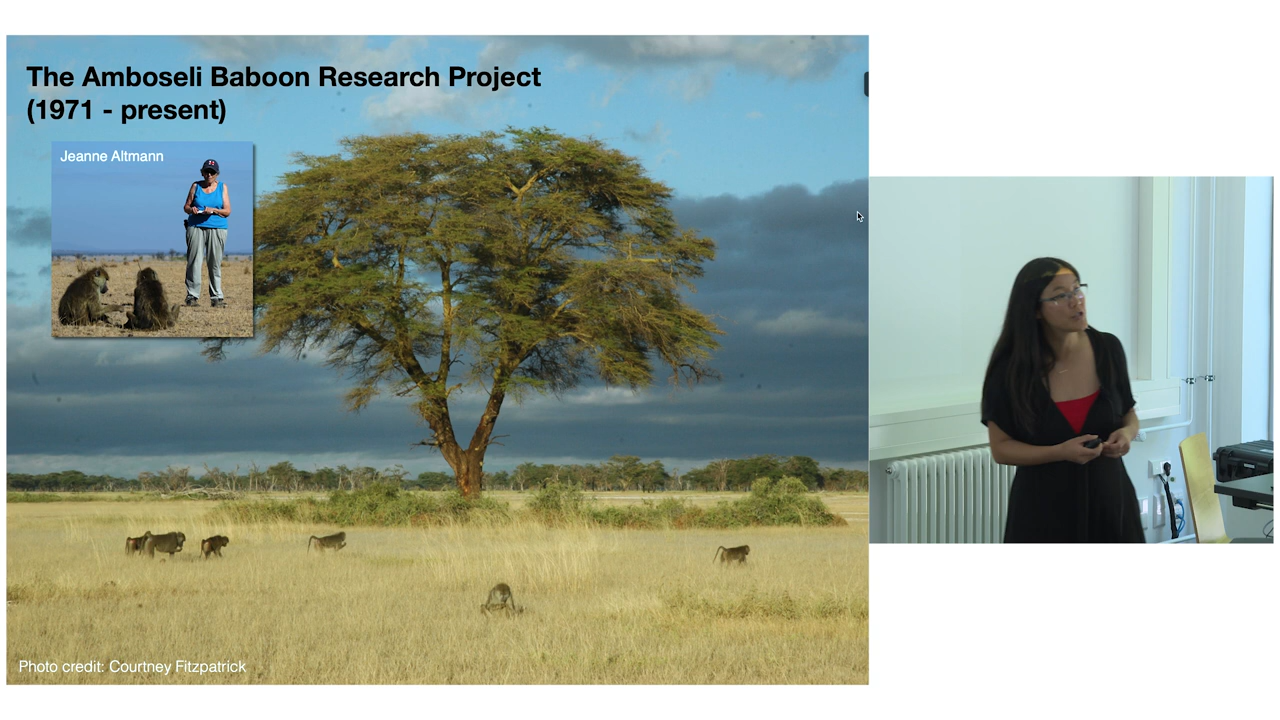 The Amboseli Baboon Research Project
(1971 - present)
Jeanne Altmann
Photo credit: Courtney Fitzpatrick